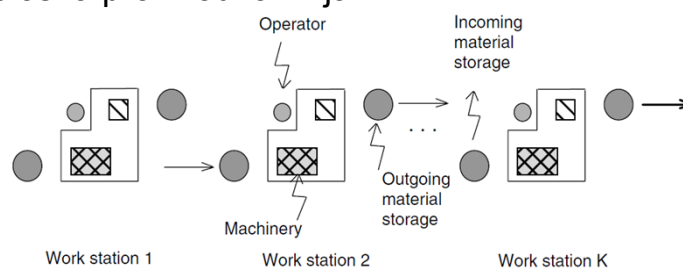 Operator
Incoming
material
storage
. . .
Outgoing
material
storage
Machinery
Work station 1
Work station 2
Work station K